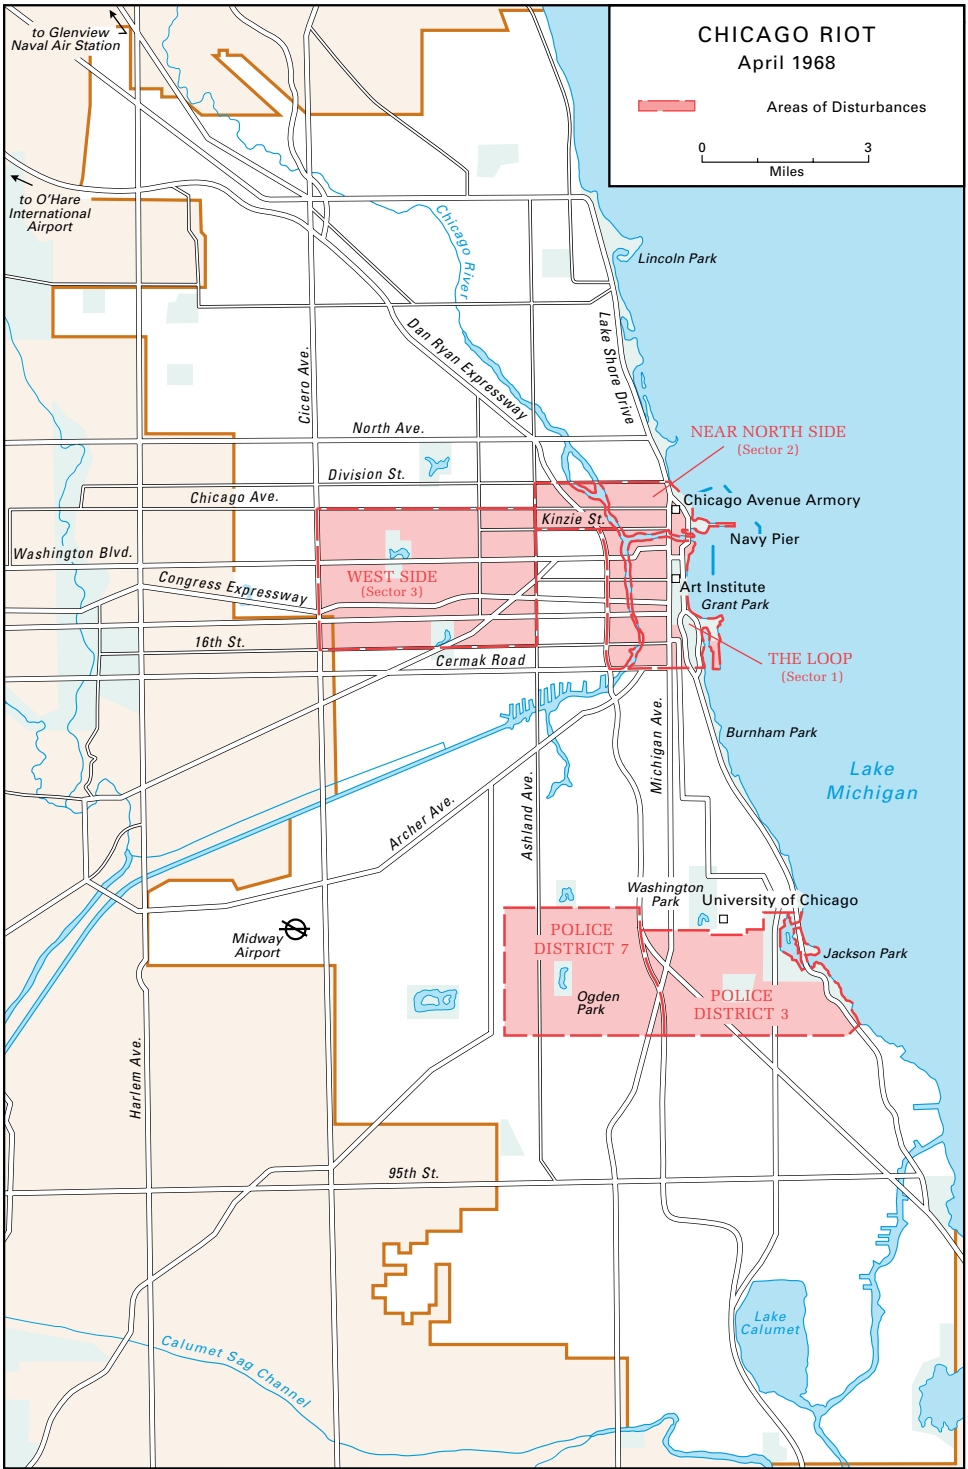 CHICAGO RIOT
April 1968
Areas of Disturbances
0
3
Miles
to Glenview
Naval Air Station
to O'Hare
International
Airport
Chicago River
Lincoln Park
Dan Ryan Expressway
Lake Shore Drive
Cicero Ave.
North Ave.
NEAR NORTH SIDE
(Sector 2)
Division St.
Chicago Ave.
Chicago Avenue Armory
Kinzie St.
Navy Pier
Washington Blvd.
WEST SIDE
(Sector 3)
Congress Expressway
Art Institute
Grant Park
16th St.
Cermak Road
THE LOOP
(Sector 1)
Michigan Ave.
Burnham Park
Lake
Michigan
Archer Ave.
Ashland Ave.
Washington
Park
University of Chicago
Midway
Airport
POLICE
DISTRICT 7
Jackson Park
Ogden
Park
POLICE
DISTRICT 3
Harlem Ave.
95th St.
Lake
Calumet
Calumet Sag Channel